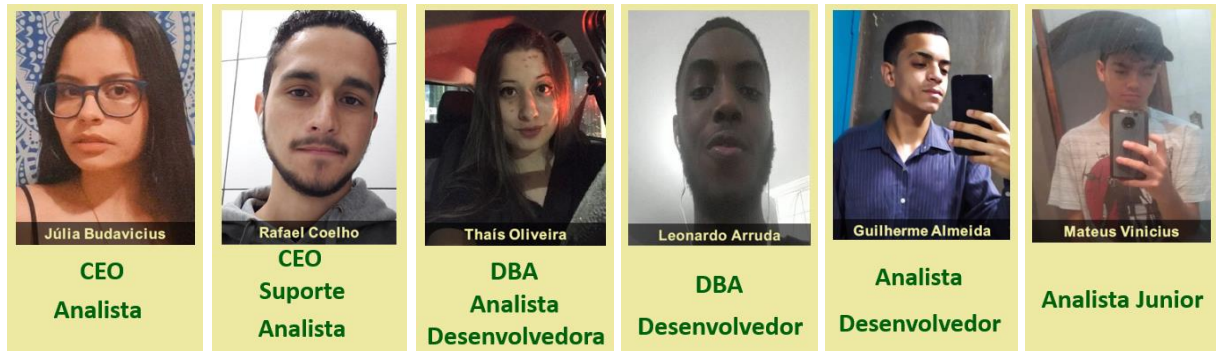 Júlia Budavicius
CEO
Analista
Rafael Coelho
CEO
Suporte
Analista
Thaís Oliveira
DBA
Analista
Desenvolvedora
Leonardo Arruda
DBA
Desenvolvedor
Guilherme Almeida
Analista
Desenvolvedor
Mateus Vinicius
Analista Junior